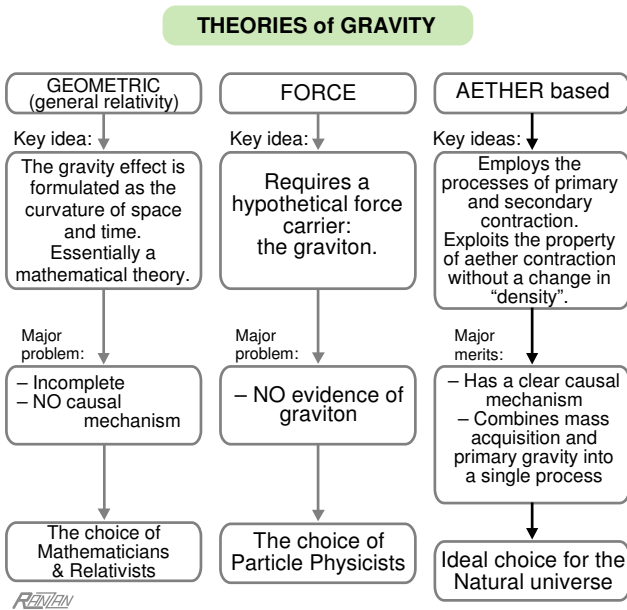 THEORIES of GRAVITY
GEOMETRIC
(general relativity)
Key idea:
The gravity effect is
formulated as the
curvature of space
and time.
Essentially a
mathematical theory.
Major
problem:
– Incomplete
– NO causal
mechanism
The choice of
Mathematicians
& Relativists
FORCE
Key idea:
Requires a
hypothetical force
carrier:
the graviton.
Major
problem:
– NO evidence of
graviton
The choice of
Particle Physicists
AETHER based
Key ideas:
Employs the
processes of primary
and secondary
contraction.
Exploits the property
of aether contraction
without a change in
“density”.
Major
merits:
– Has a clear causal
mechanism
– Combines mass
acquisition and
primary gravity into
a single process
Ideal choice for the
Natural universe
RANZAN